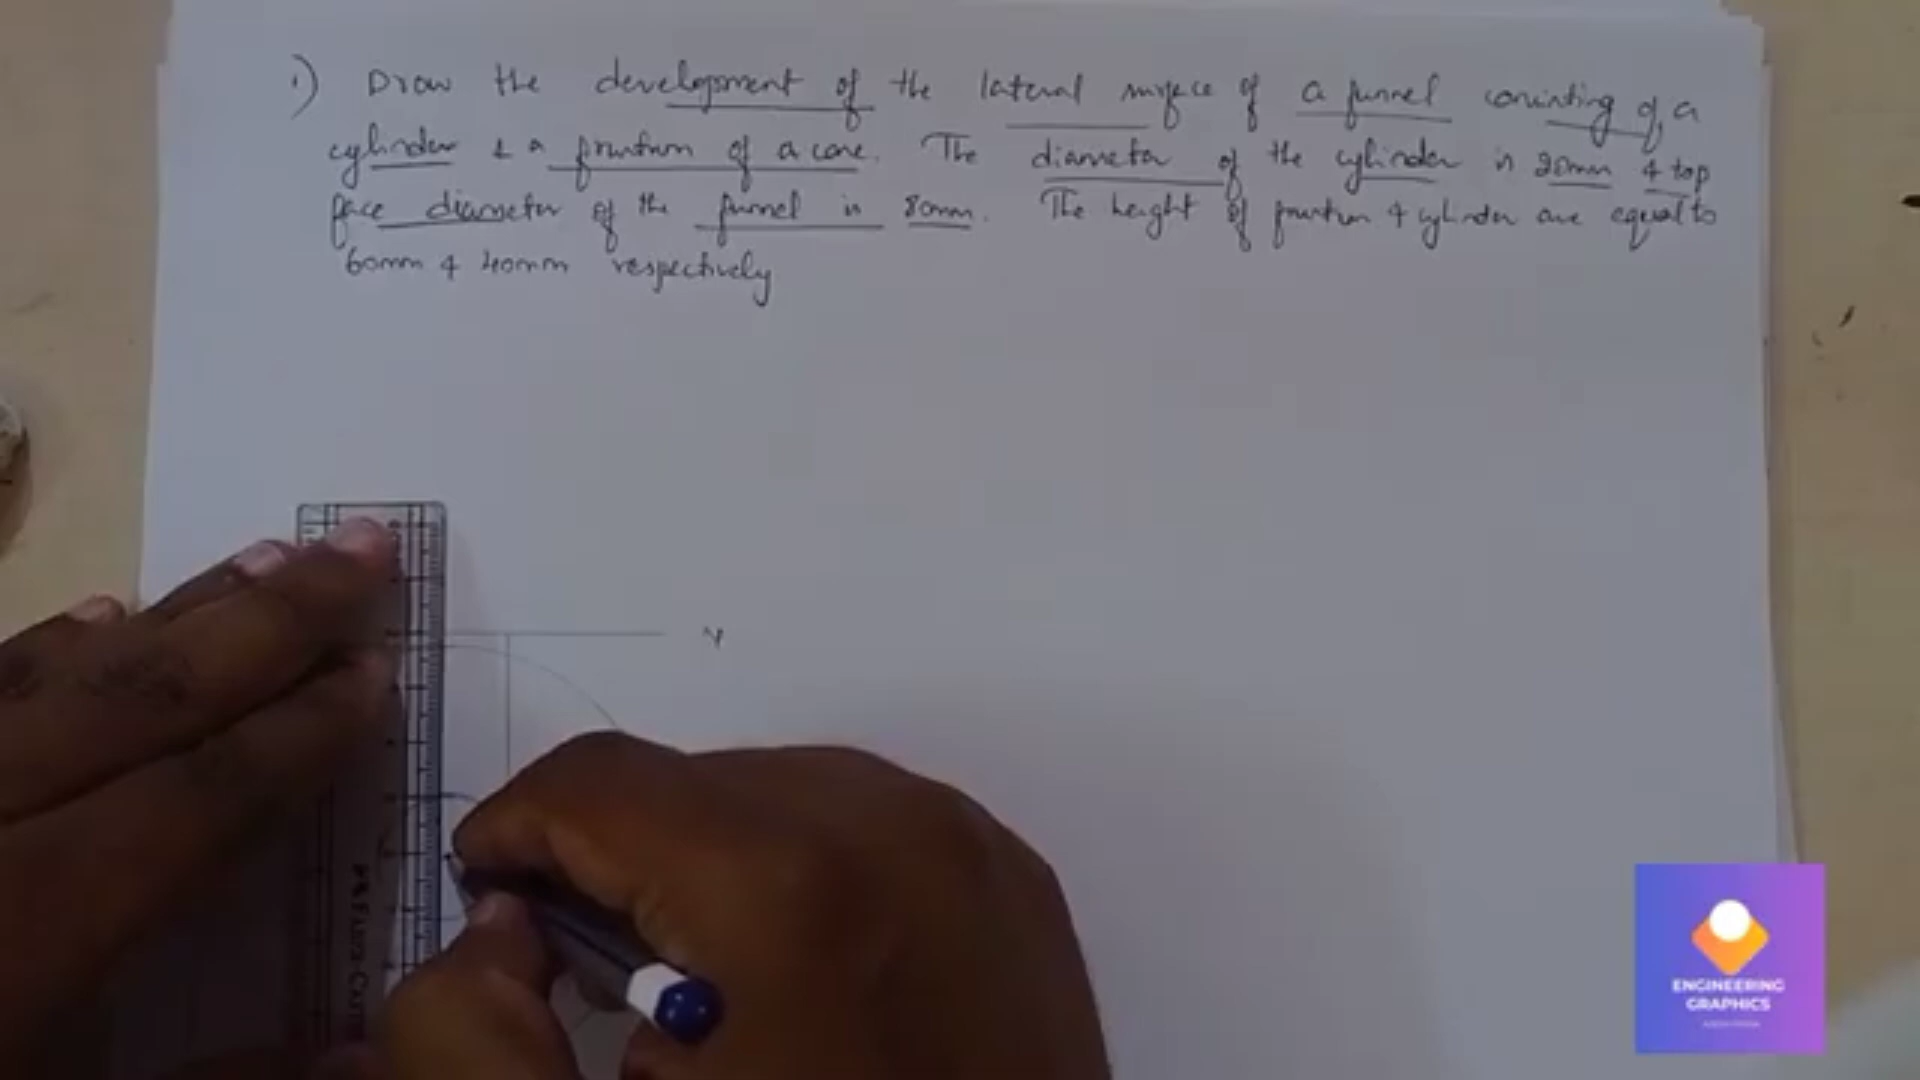 1) Draw the development of the lateral surface of a funnel consisting of a
cylinder & a frustum of a cone. The diameter of the cylinder is 20mm & top
face diameter of the funnel is 80mm. The height of frustum & cylinder are equal to
60mm & 40mm respectively
Y
ENGINEERING
GRAPHICS